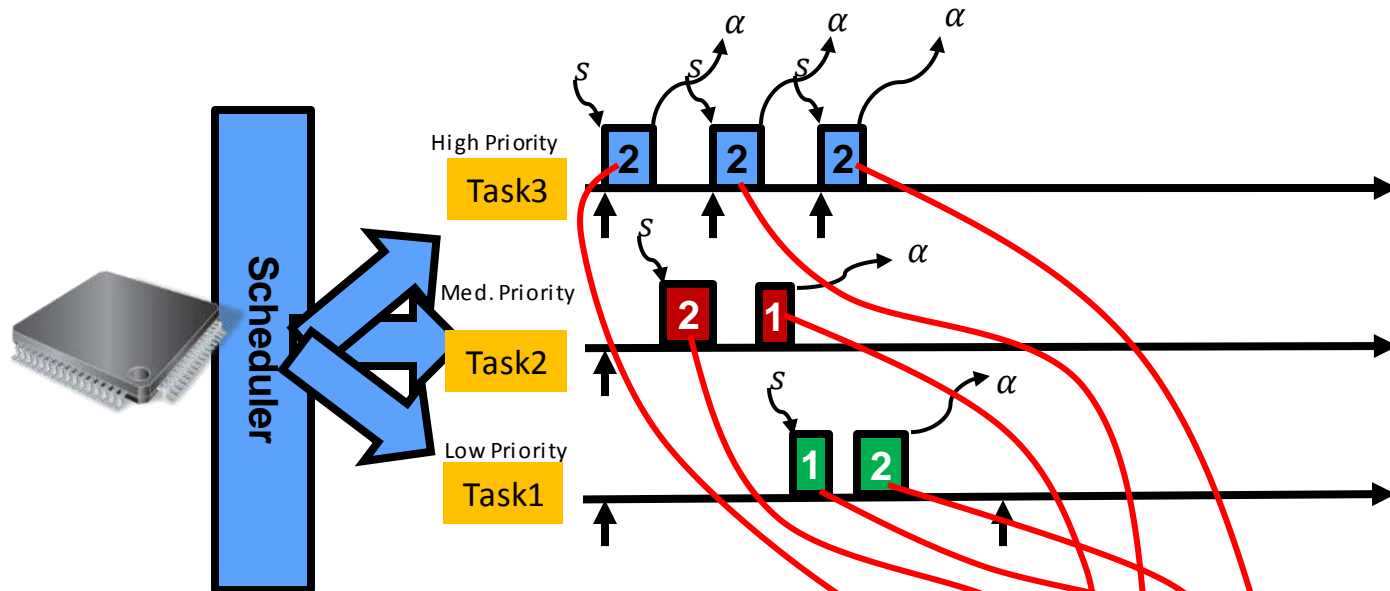 α
α
α
s
s
s
High Priority
2
2
2
Task3
Scheduler
s
α
Med. Priority
2
1
Task2
s
α
Low Priority
1
2
Task1